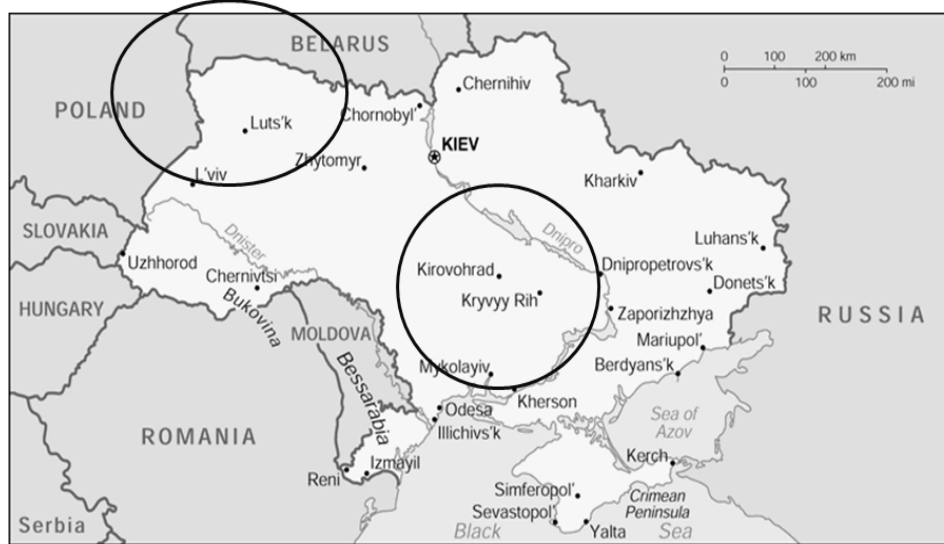 BELARUS
0 100 200 km
0 100 200 mi
Chernihiv
POLAND
Chornobyl'
Luts'k
KIEV
Zhytomyr
L'viv
Kharkiv
SLOVAKIA
Dnister
Dnipro
Luhans'k
Uzhhorod
Chernivtsi
Kirovohrad
Dnipropetrovs'k
Donets'k
HUNGARY
Bukovina
Kryvyy Rih
Zaporizhzhya
RUSSIA
MOLDOVA
Mariupol'
Bessarabia
Mykolayiv
Berdyans'k
Kherson
Odesa
Sea of
Azov
ROMANIA
Illichivs'k
Izmayil
Kerch
Reni
Simferopol'
Crimean
Peninsula
Sevastopol'
Serbia
Black Sea
Yalta